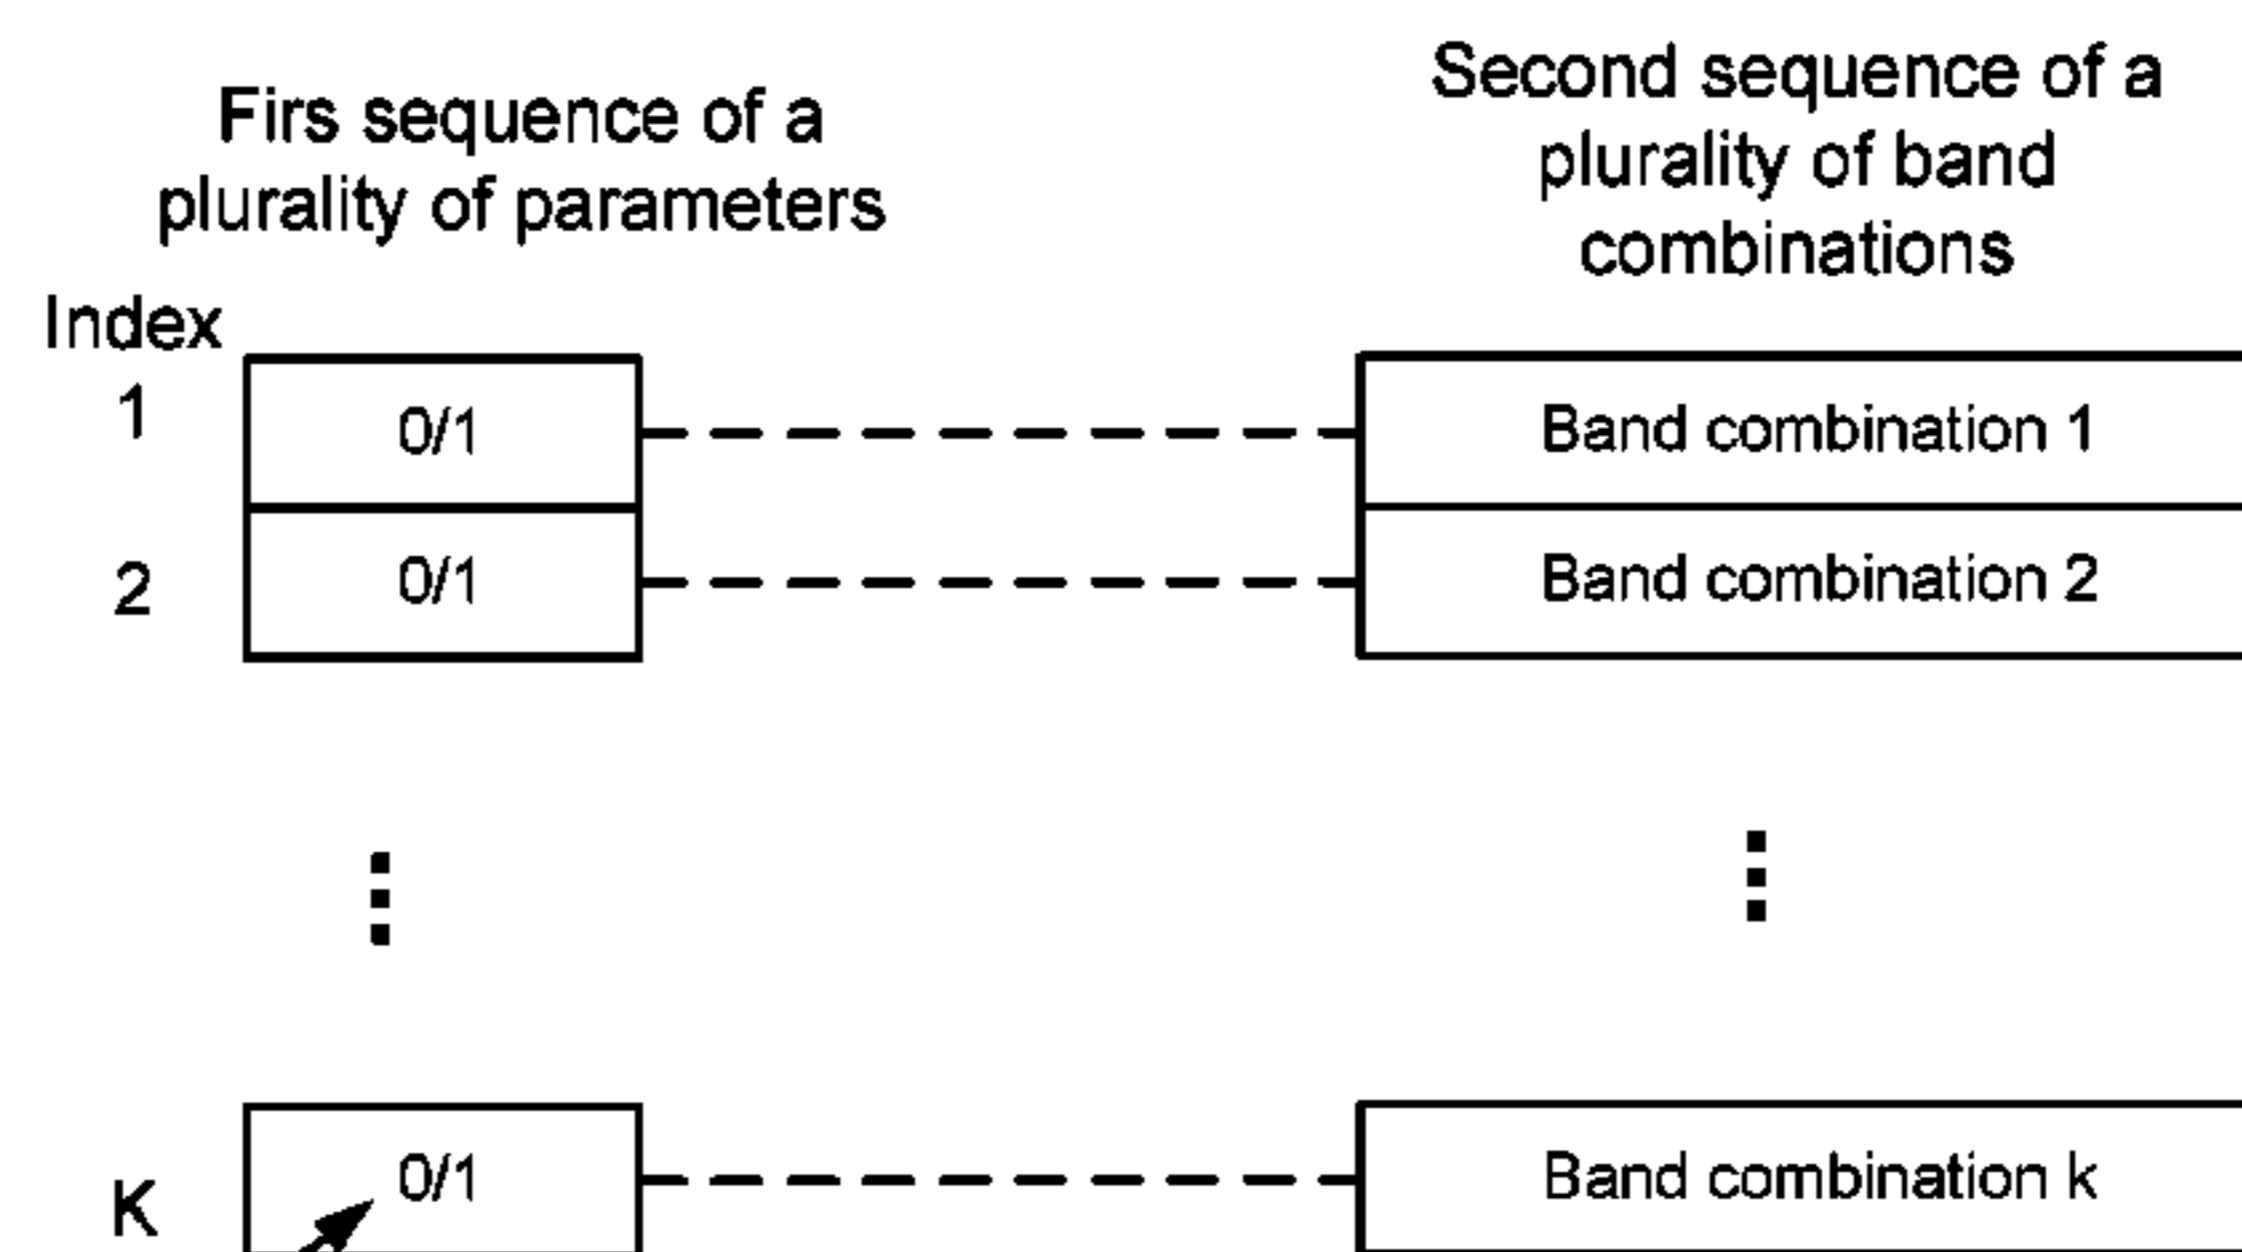 Firs sequence of a
plurality of parameters
Second sequence of a
plurality of band
combinations
Index
1
0/1
Band combination 1
2
0/1
Band combination 2
K
0/1
Band combination k